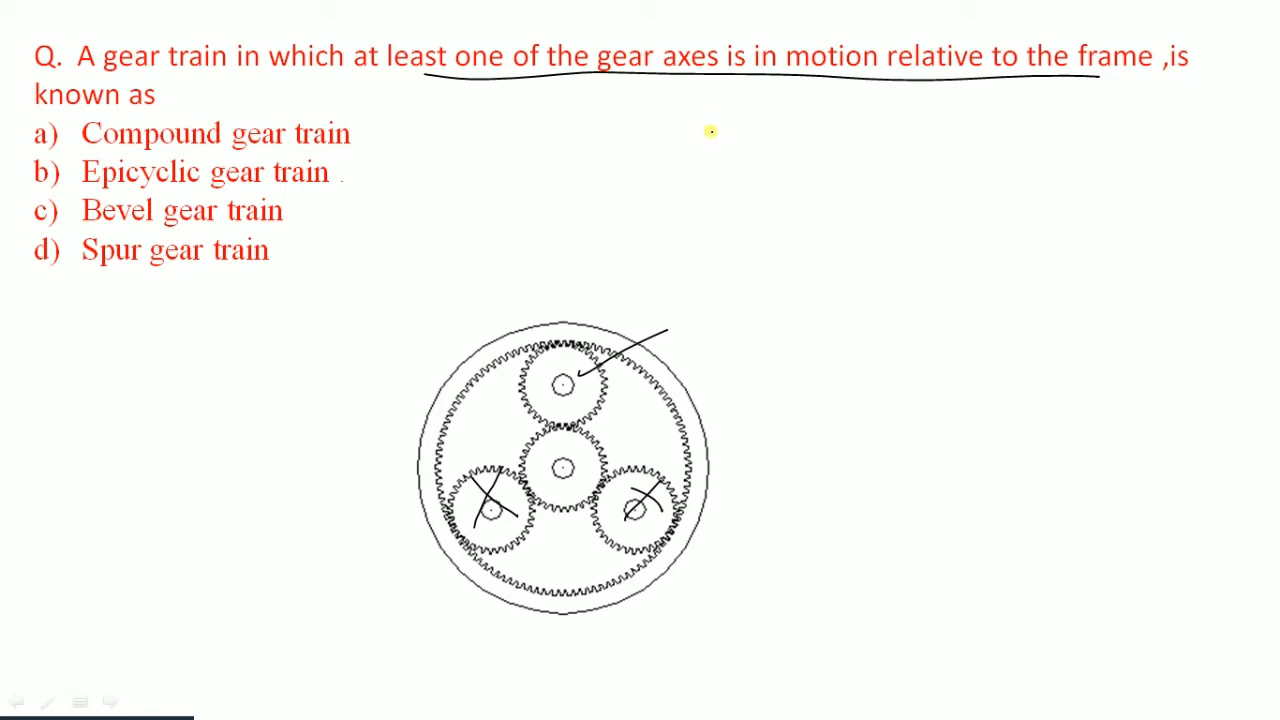 Q. A gear train in which at least one of the gear axes is in motion relative to the frame ,is
known as
a) Compound gear train
b) Epicyclic gear train
c) Bevel gear train
d) Spur gear train